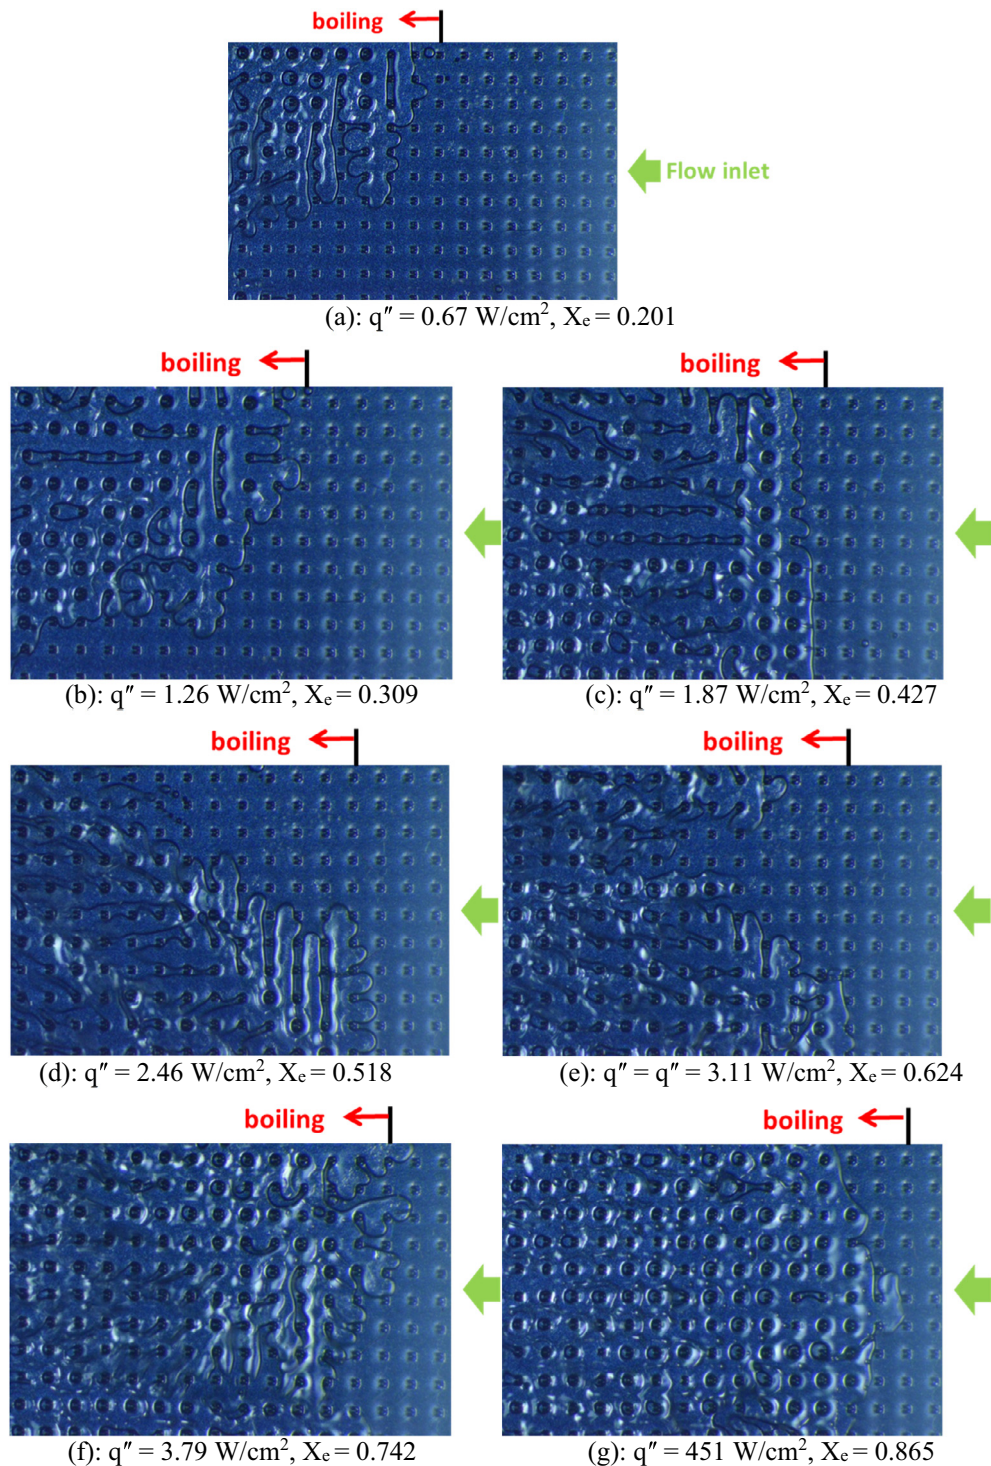 boiling
Flow inlet
(a): q″ = 0.67 W/cm², Xₑ = 0.201
boiling
boiling
(b): q″ = 1.26 W/cm², Xₑ = 0.309
(c): q″ = 1.87 W/cm², Xₑ = 0.427
boiling
boiling
(d): q″ = 2.46 W/cm², Xₑ = 0.518
(e): q″ = q″ = 3.11 W/cm², Xₑ = 0.624
boiling
boiling
(f): q″ = 3.79 W/cm², Xₑ = 0.742
(g): q″ = 451 W/cm², Xₑ = 0.865